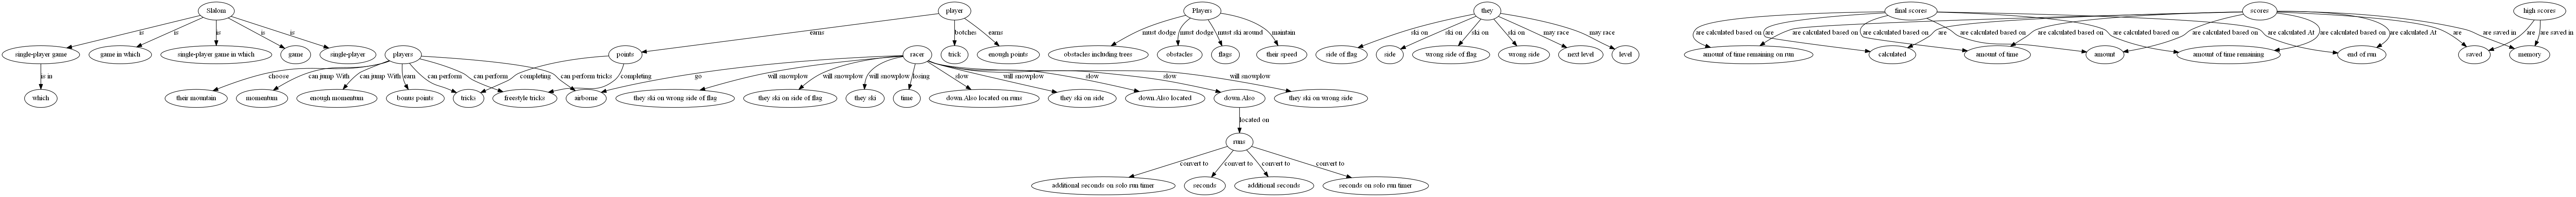 Slalom player Players they final scores scores high scores
is is is is is earns botches earns must dodge must dodge must ski around maintain ski on ski on ski on ski on may race may race are calculated based on are are calculated based on are calculated based on are calculated based on are calculated At are calculated based on are are calculated based on are calculated based on are calculated based on are calculated At are are saved in are are saved in
single-player game game in which single-player game in which game single-player players points racer trick enough points obstacles including trees obstacles flags their speed side of flag side wrong side of flag wrong side next level level amount of time remaining on run calculated amount of time amount amount of time remaining end of run saved memory
is in choose can jump With can jump With earn can perform can perform can perform tricks completing completing go will snowplow will snowplow will snowplow losing slow will snowplow slow slow will snowplow
which their mountain momentum enough momentum bonus points tricks freestyle tricks airborne they ski on wrong side of flag they ski on side of flag they ski time down.Also located on runs they ski on side down.Also located down.Also they ski on wrong side
located on
runs
convert to convert to convert to convert to
additional seconds on solo run timer seconds additional seconds seconds on solo run timer